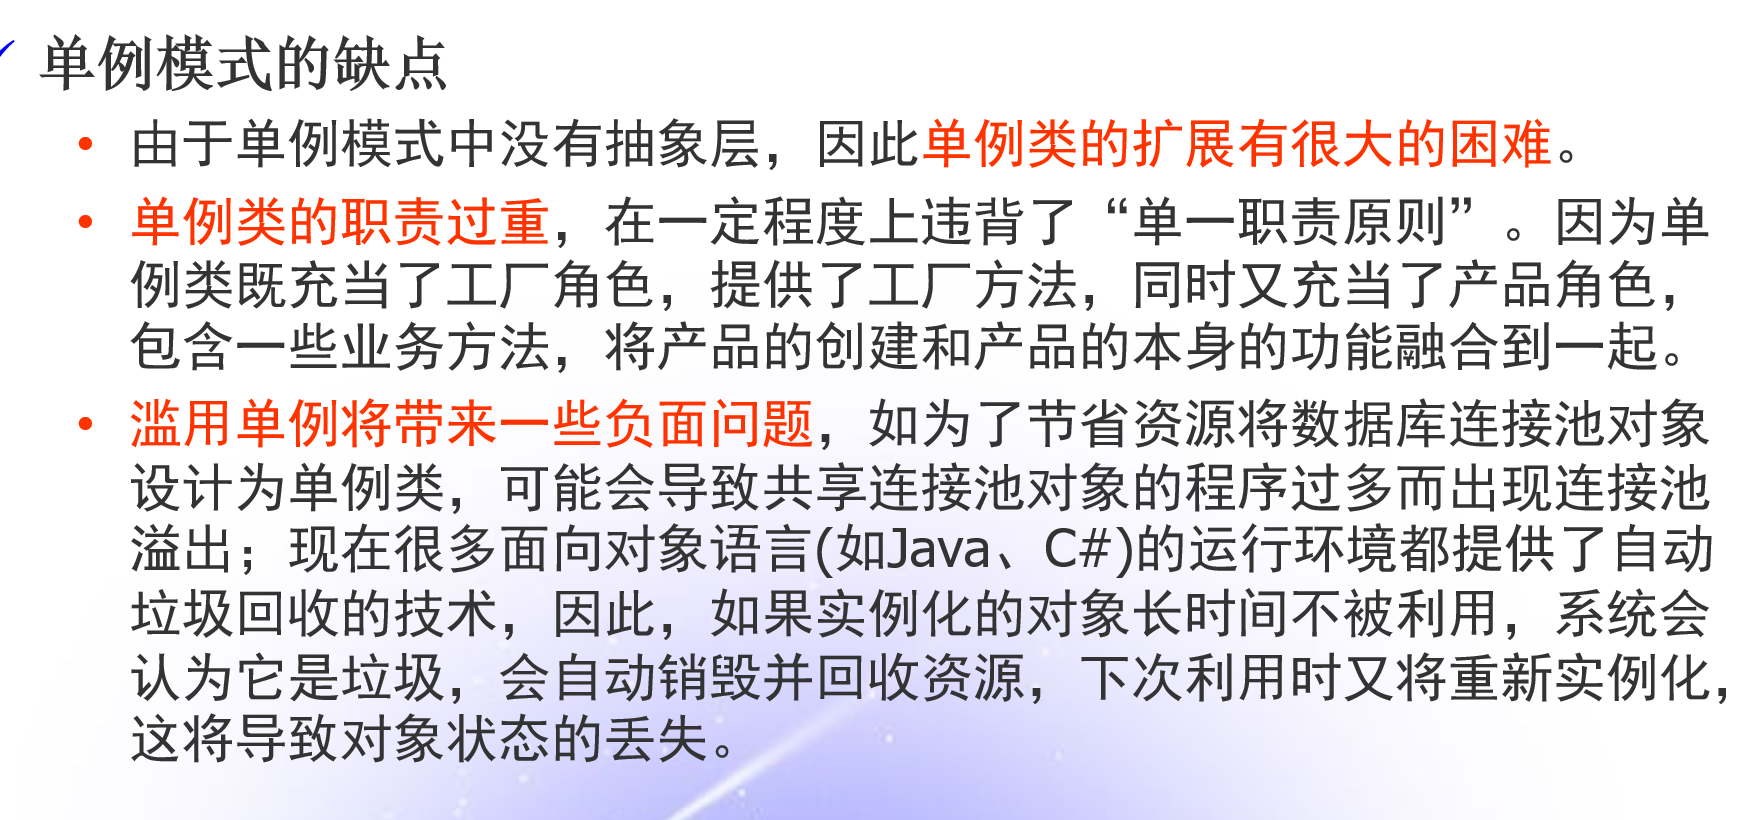 ✓ 单例模式的缺点
• 由于单例模式中没有抽象层，因此单例类的扩展有很大的困难。
• 单例类的职责过重，在一定程度上违背了“单一职责原则”。因为单
例类既充当了工厂角色，提供了工厂方法，同时又充当了产品角色，
包含一些业务方法，将产品的创建和产品的本身的功能融合到一起。
• 滥用单例将带来一些负面问题，如为了节省资源将数据库连接池对象
设计为单例类，可能会导致共享连接池对象的程序过多而出现连接池
溢出；现在很多面向对象语言(如Java、C#)的运行环境都提供了自动
垃圾回收的技术，因此，如果实例化的对象长时间不被利用，系统会
认为它是垃圾，会自动销毁并回收资源，下次利用时又将重新实例化，
这将导致对象状态的丢失。